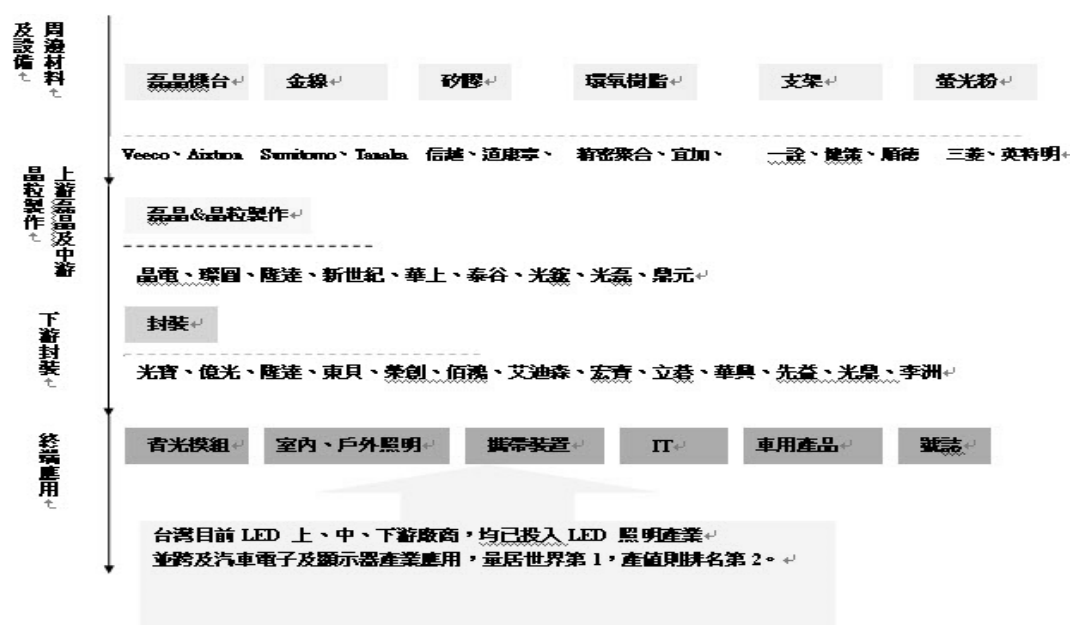 周邊材料
及設備
磊晶機台 金線 矽膠 環氧樹脂 支架 螢光粉
Veeco、Aixtron Sumitomo、Tanaka 信越、道康寧、 精密聚合、宜加、 一詮、健策、順德 三菱、英特明
上游磊晶及中游
晶粒製作
磊晶&晶粒製作
晶電、璨圓、隆達、新世紀、華上、泰谷、光鋐、光磊、鼎元
下游封裝
封裝
光寶、億光、隆達、東貝、榮創、佰鴻、艾迪森、宏齊、立碁、華興、先益、光鼎、李洲
終端應用
背光模組 室內、戶外照明 攜帶裝置 IT 車用產品 號誌
台灣目前 LED 上、中、下游廠商,均已投入 LED 照明產業
並跨及汽車電子及顯示器產業應用,量居世界第 1,產值則排名第 2。